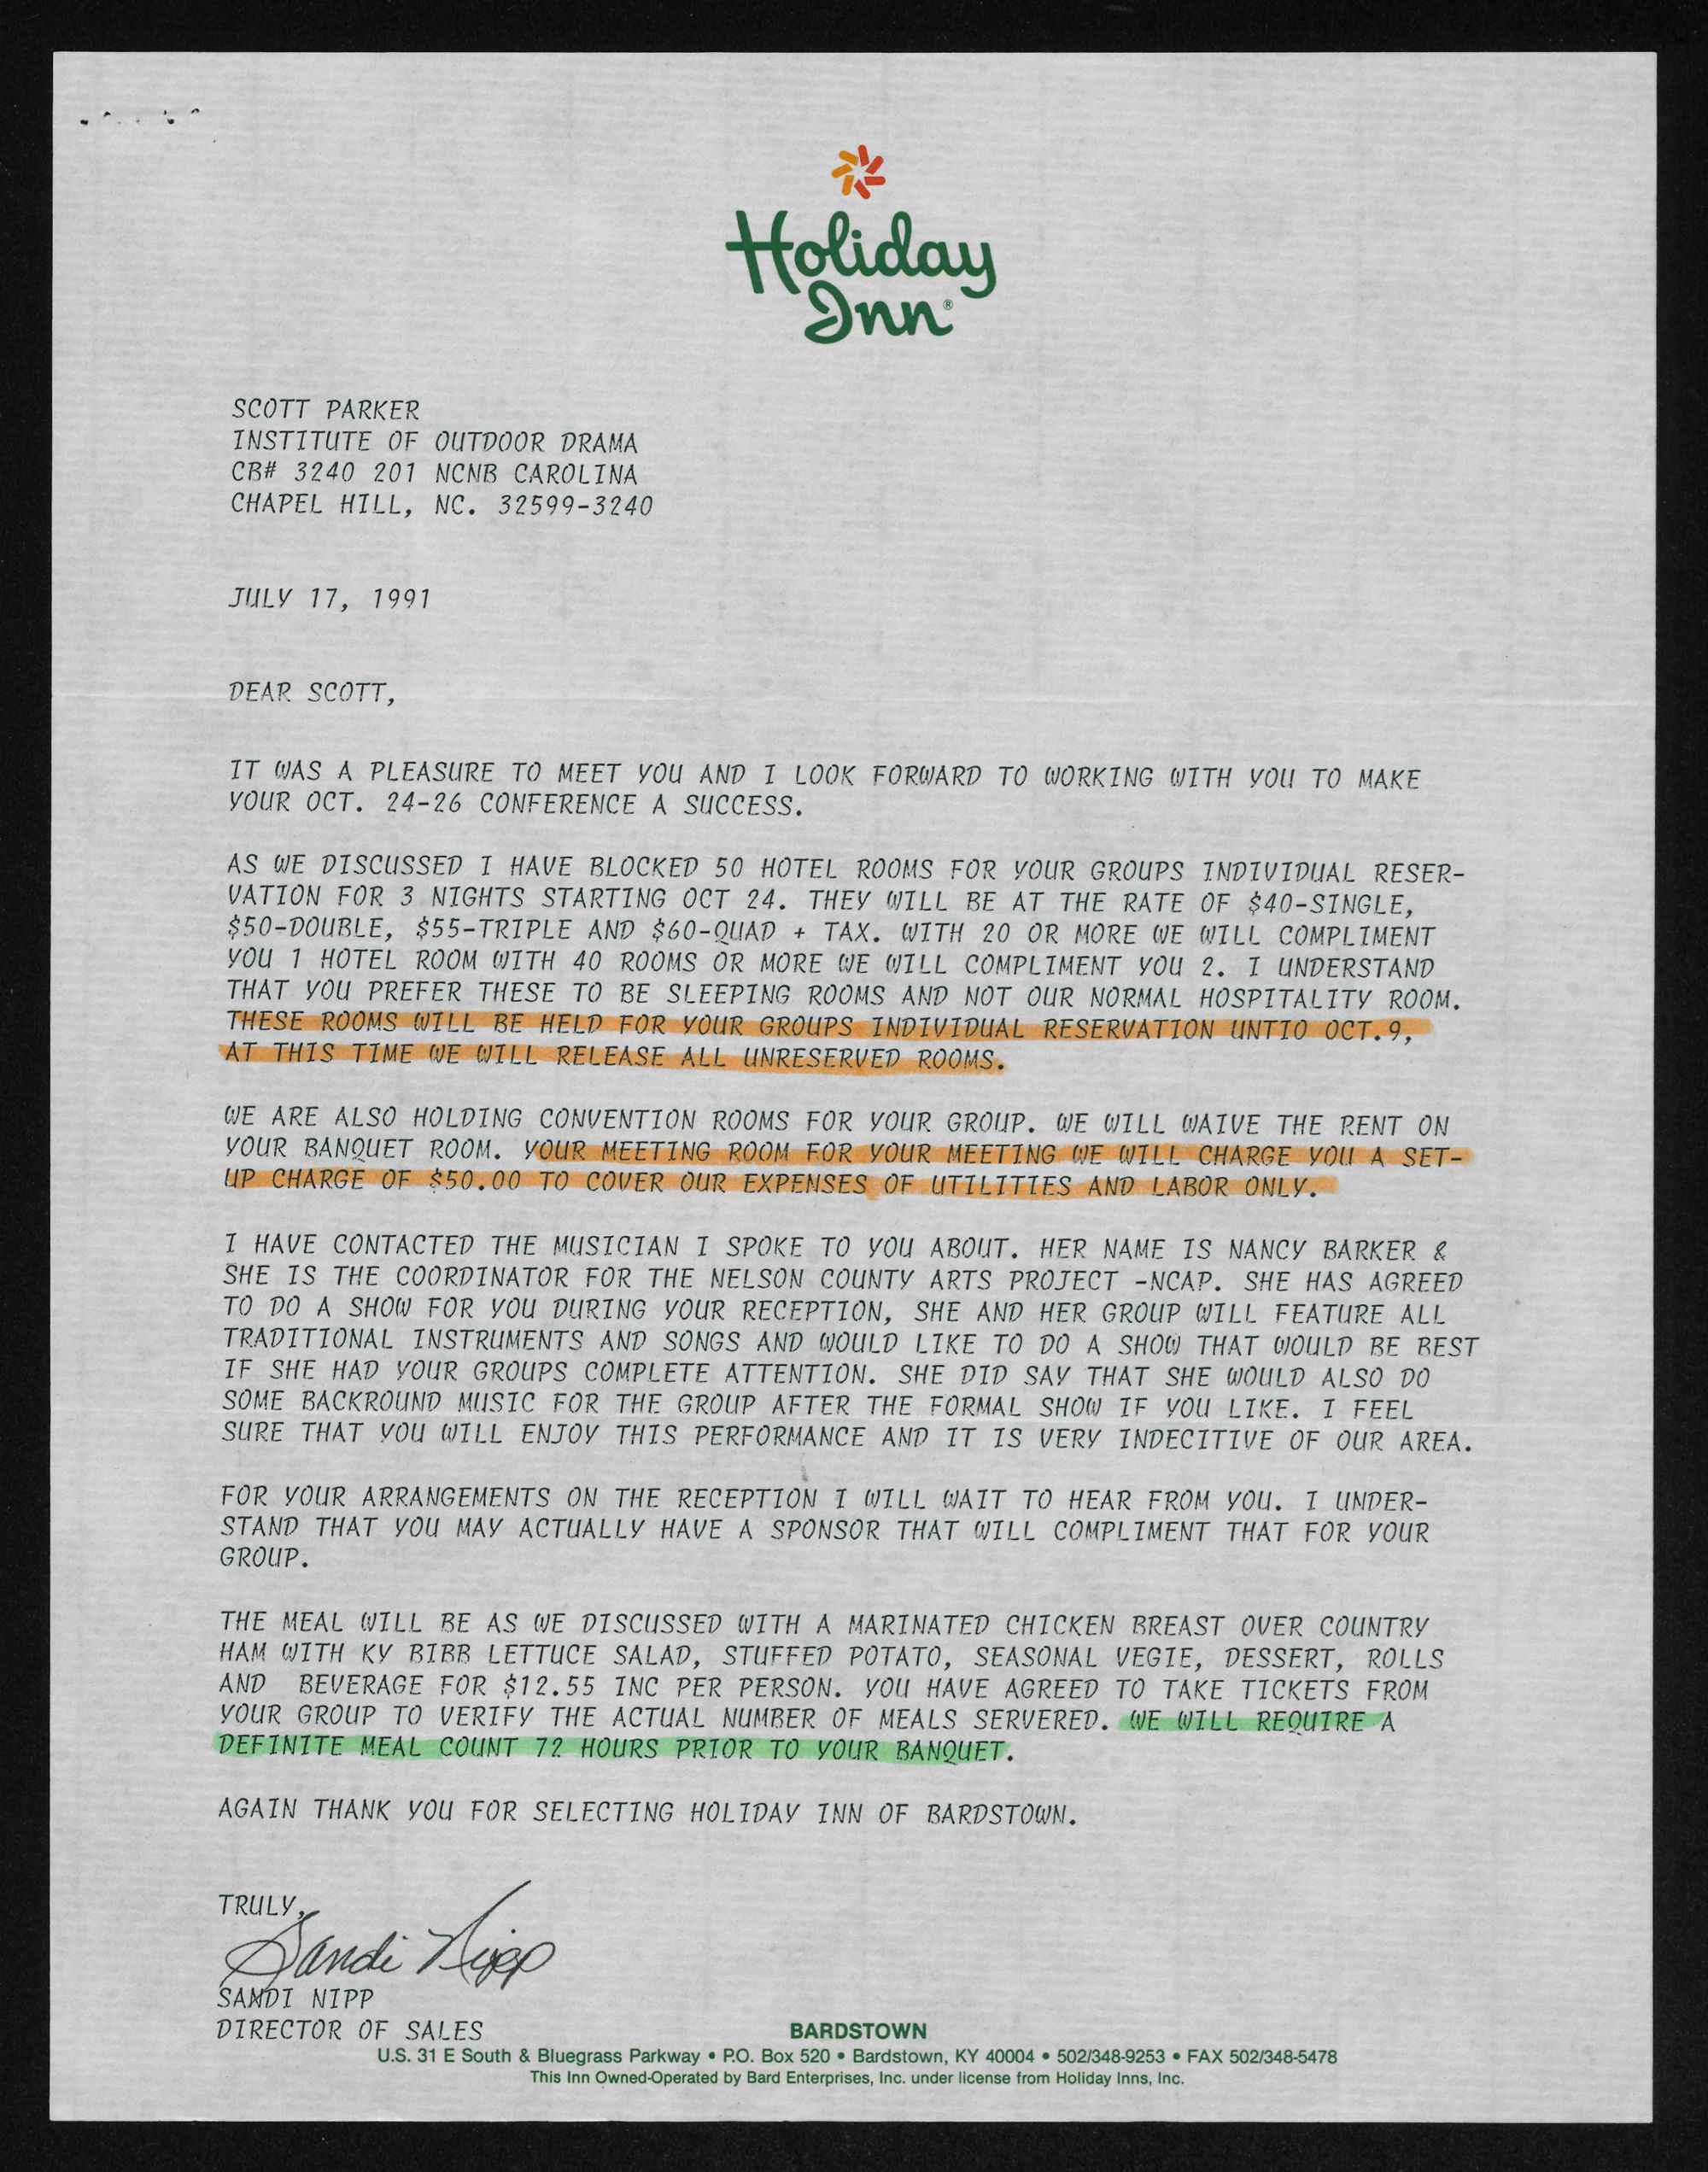 Holiday
Inn®
SCOTT PARKER
INSTITUTE OF OUTDOOR DRAMA
CB# 3240 201 NCNB CAROLINA
CHAPEL HILL, NC. 32599-3240
JULY 17, 1991
DEAR SCOTT,
IT WAS A PLEASURE TO MEET YOU AND I LOOK FORWARD TO WORKING WITH YOU TO MAKE
YOUR OCT. 24-26 CONFERENCE A SUCCESS.
AS WE DISCUSSED I HAVE BLOCKED 50 HOTEL ROOMS FOR YOUR GROUPS INDIVIDUAL RESER-
VATION FOR 3 NIGHTS STARTING OCT 24. THEY WILL BE AT THE RATE OF $40-SINGLE,
$50-DOUBLE, $55-TRIPLE AND $60-QUAD + TAX. WITH 20 OR MORE WE WILL COMPLIMENT
YOU 1 HOTEL ROOM WITH 40 ROOMS OR MORE WE WILL COMPLIMENT YOU 2. I UNDERSTAND
THAT YOU PREFER THESE TO BE SLEEPING ROOMS AND NOT OUR NORMAL HOSPITALITY ROOM.
THESE ROOMS WILL BE HELD FOR YOUR GROUPS INDIVIDUAL RESERVATION UNTIO OCT.9,
AT THIS TIME WE WILL RELEASE ALL UNRESERVED ROOMS.
WE ARE ALSO HOLDING CONVENTION ROOMS FOR YOUR GROUP. WE WILL WAIVE THE RENT ON
YOUR BANQUET ROOM. YOUR MEETING ROOM FOR YOUR MEETING WE WILL CHARGE YOU A SET-
UP CHARGE OF $50.00 TO COVER OUR EXPENSES OF UTILITIES AND LABOR ONLY.
I HAVE CONTACTED THE MUSICIAN I SPOKE TO YOU ABOUT. HER NAME IS NANCY BARKER &
SHE IS THE COORDINATOR FOR THE NELSON COUNTY ARTS PROJECT -NCAP. SHE HAS AGREED
TO DO A SHOW FOR YOU DURING YOUR RECEPTION, SHE AND HER GROUP WILL FEATURE ALL
TRADITIONAL INSTRUMENTS AND SONGS AND WOULD LIKE TO DO A SHOW THAT WOULD BE BEST
IF SHE HAD YOUR GROUPS COMPLETE ATTENTION. SHE DID SAY THAT SHE WOULD ALSO DO
SOME BACKROUND MUSIC FOR THE GROUP AFTER THE FORMAL SHOW IF YOU LIKE. I FEEL
SURE THAT YOU WILL ENJOY THIS PERFORMANCE AND IT IS VERY INDECITIVE OF OUR AREA.
FOR YOUR ARRANGEMENTS ON THE RECEPTION I WILL WAIT TO HEAR FROM YOU. I UNDER-
STAND THAT YOU MAY ACTUALLY HAVE A SPONSOR THAT WILL COMPLIMENT THAT FOR YOUR
GROUP.
THE MEAL WILL BE AS WE DISCUSSED WITH A MARINATED CHICKEN BREAST OVER COUNTRY
HAM WITH KY BIBB LETTUCE SALAD, STUFFED POTATO, SEASONAL VEGIE, DESSERT, ROLLS
AND  BEVERAGE FOR $12.55 INC PER PERSON. YOU HAVE AGREED TO TAKE TICKETS FROM
YOUR GROUP TO VERIFY THE ACTUAL NUMBER OF MEALS SERVERED. WE WILL REQUIRE A
DEFINITE MEAL COUNT 72 HOURS PRIOR TO YOUR BANQUET.
AGAIN THANK YOU FOR SELECTING HOLIDAY INN OF BARDSTOWN.
TRULY,
Sandi Nipp
SANDI NIPP
DIRECTOR OF SALES
BARDSTOWN
U.S. 31 E South & Bluegrass Parkway • P.O. Box 520 • Bardstown, KY 40004 • 502/348-9253 • FAX 502/348-5478
This Inn Owned-Operated by Bard Enterprises, Inc. under license from Holiday Inns, Inc.